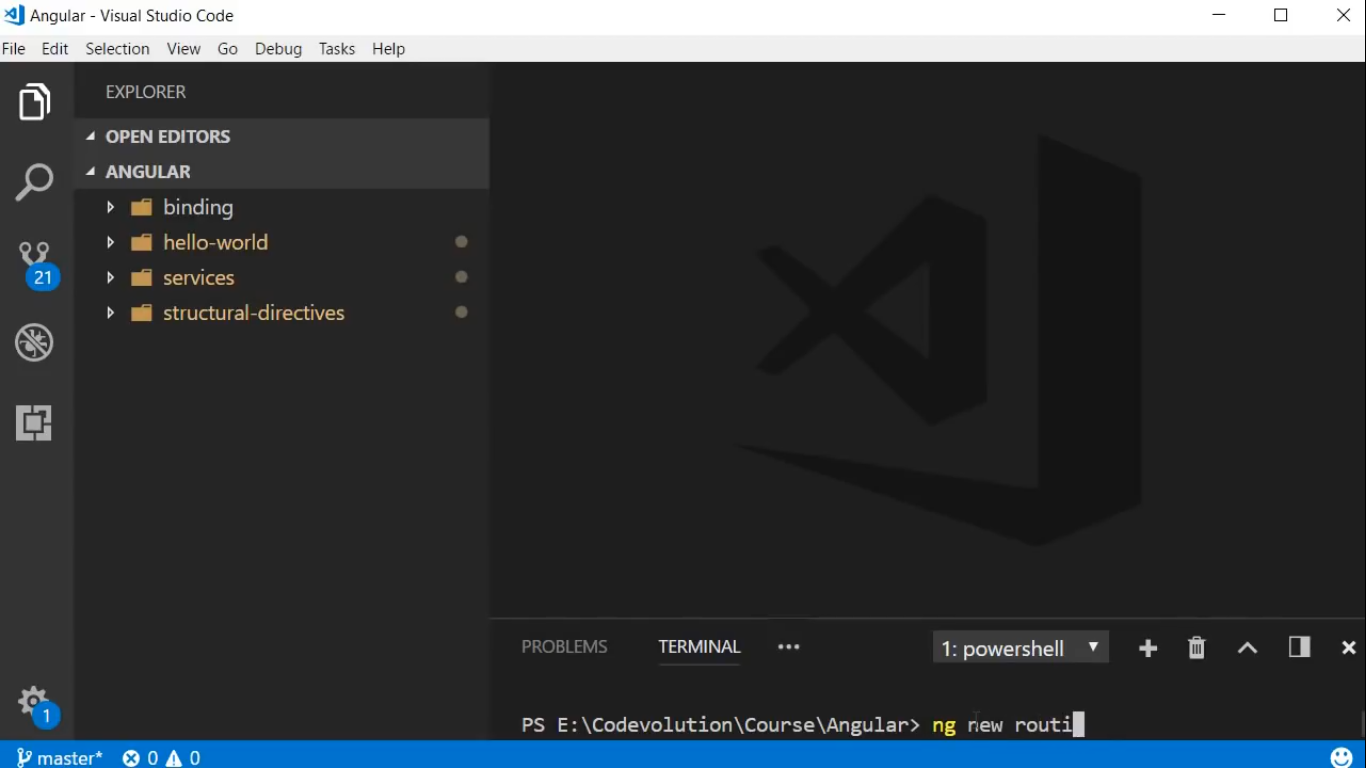 Angular - Visual Studio Code
File Edit Selection View Go Debug Tasks Help
EXPLORER
OPEN EDITORS
ANGULAR
binding
hello-world
services
structural-directives
21
1
PROBLEMS TERMINAL ••• 1: powershell
PS E:\Codevolution\Course\Angular> ng new routi
master* 0 0